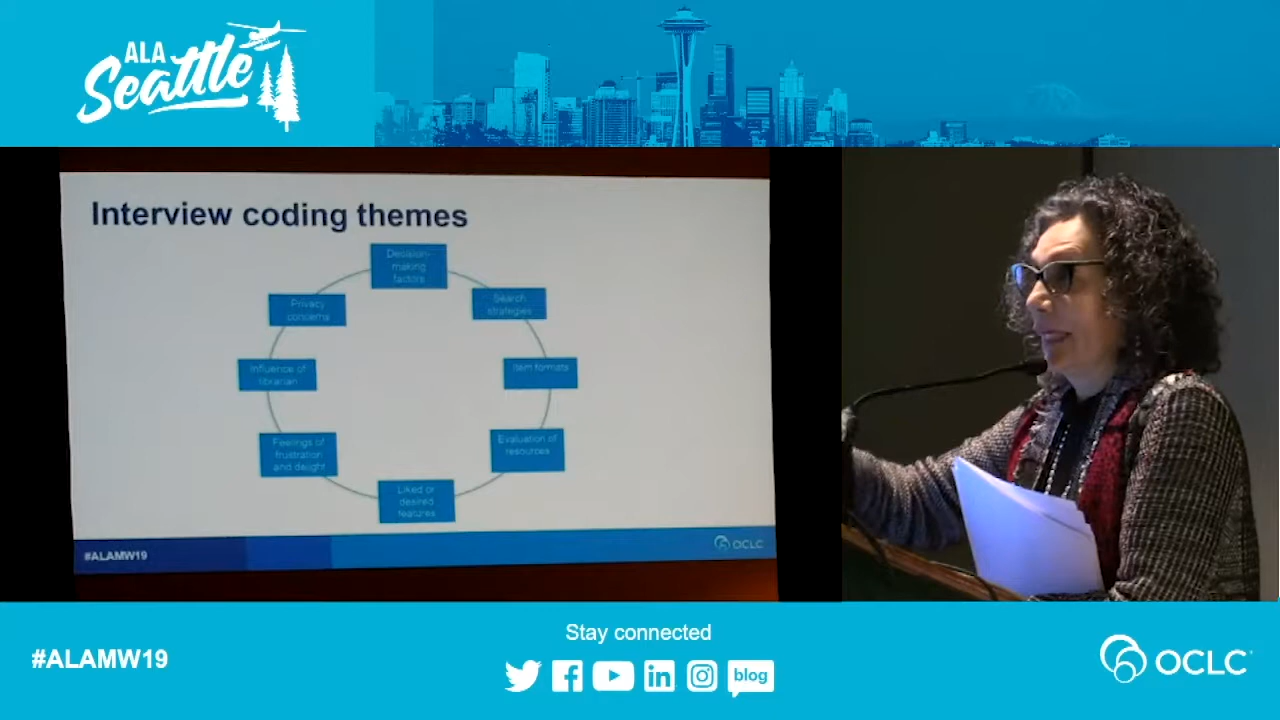 ALA
Seattle
Interview coding themes
Decision-
making
factors
Search
strategies
Item formats
Evaluation of
resources
Liked or
desired
features
Feelings of
frustration
and delight
Influence of
librarian
Privacy
concerns
#ALAMW19
OCLC
Stay connected
#ALAMW19
blog
OCLC